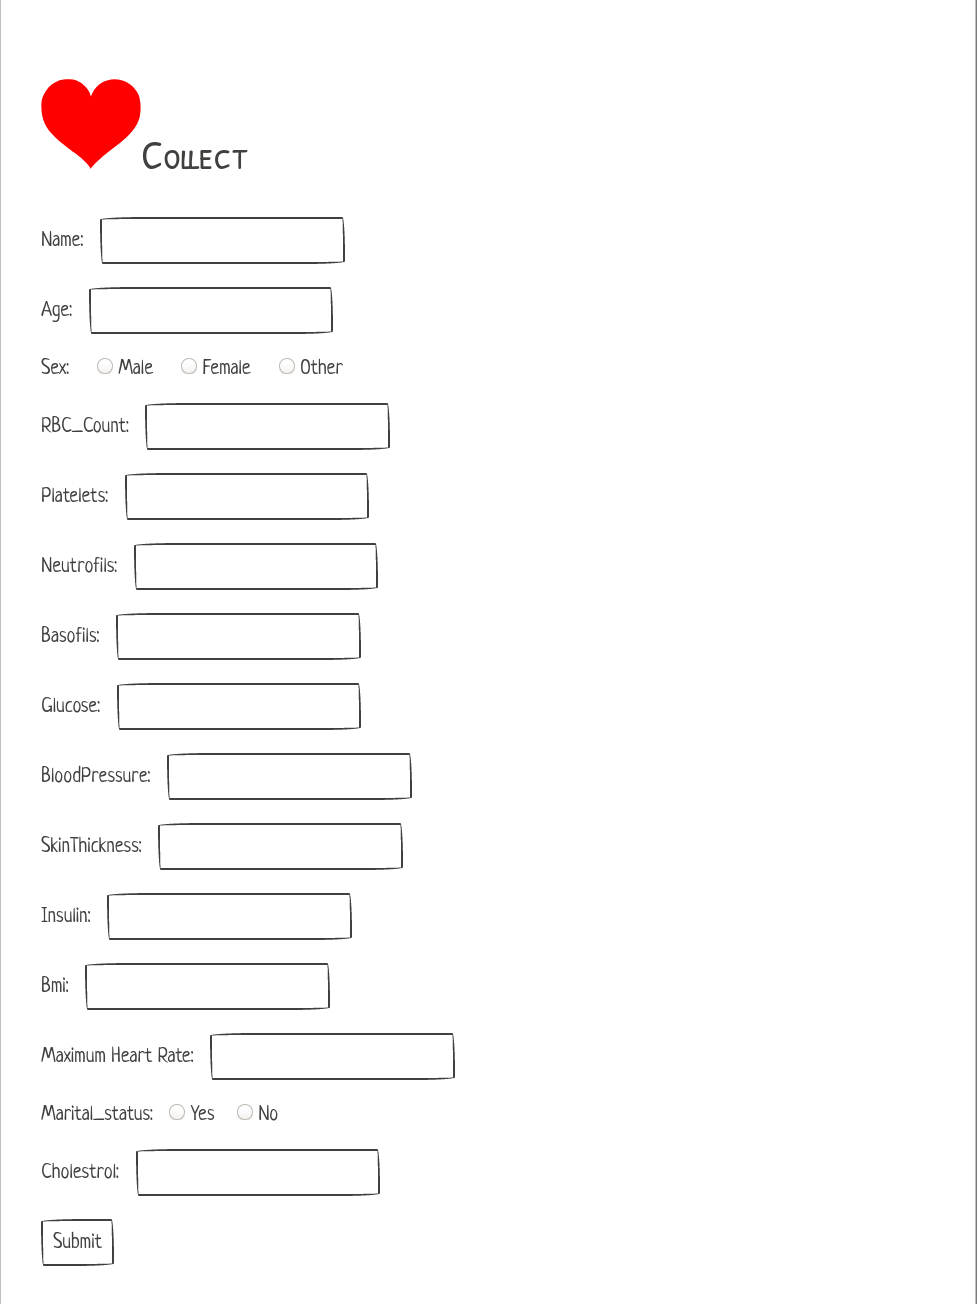 Collect
Name:
Age:
Sex: Male Female Other
RBC_Count:
Platelets:
Neutrofils:
Basofils:
Glucose:
BloodPressure:
SkinThickness:
Insulin:
Bmi:
Maximum Heart Rate:
Marital_status: Yes No
Cholestrol:
Submit